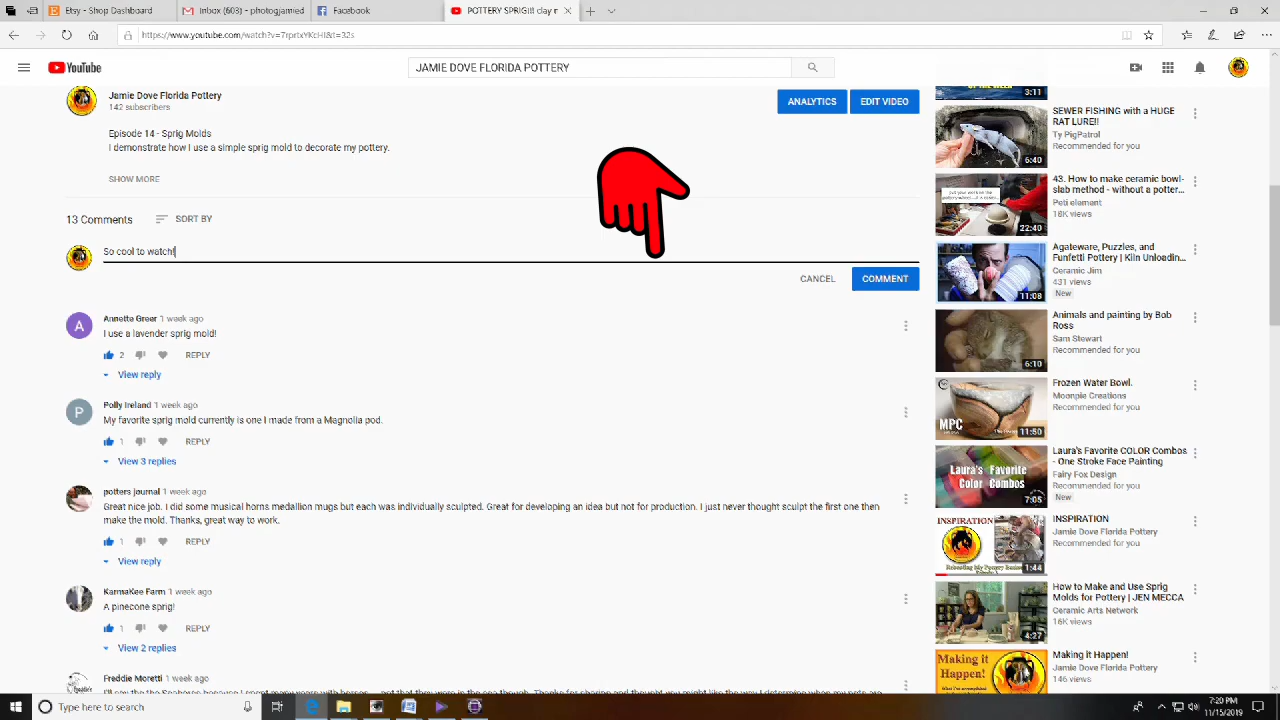 Etsy - Shop Dashboard
Inbox (603) - photogjamied
Facebook
POTTERY SPRIG!!! clay m
https://www.youtube.com/watch?v=7rprtxYKcHI&t=32s
YouTube
JAMIE DOVE FLORIDA POTTERY
Jamie Dove Florida Pottery
142 subscribers
ANALYTICS
EDIT VIDEO
Episode 14 - Sprig Molds
I demonstrate how I use a simple sprig mold to decorate my pottery.
SHOW MORE
13 Comments
SORT BY
So cool to watch!
CANCEL
COMMENT
A
Annette Greer 1 week ago
I use a lavender sprig mold!
2
REPLY
View reply
P
Polly Ireland 1 week ago
My favorite sprig mold currently is one I made from a Magnolia pod.
1
REPLY
View 3 replies
potters journal 1 week ago
Great nice job. I did some musical horns medallion mugs but each was individually sculpted. Great for developing an idea but not for production. I just never thought sculpt the first one then
make the mold. Thanks, great way to work.
1
REPLY
View reply
KarmaKee Farm 1 week ago
A pinecone sprig!
1
REPLY
View 2 replies
Freddie Moretti 1 week ago
3:11
SEWER FISHING with a HUGE
RAT LURE!!
Ty PigPatrol
Recommended for you
6:40
43. How to make ceramic bowl-
slab method - without a potter...
Peti element
18K views
22:40
Agateware, Puzzles, and
Funfetti Pottery | Kiln Unloadin...
Ceramic Jim
431 views
New
11:08
Animals and painting by Bob
Ross
Sam Stewart
Recommended for you
6:10
Frozen Water Bowl.
Moonpie Creations
Recommended for you
MPC
11:50
Laura's Favorite COLOR Combos
- One Stroke Face Painting
Fairy Fox Design
Recommended for you
New
Laura's Favorite
Color Combos
7:05
INSPIRATION
Jamie Dove Florida Pottery
Recommended for you
INSPIRATION
1:44
How to Make and Use Sprig
Molds for Pottery | JEN MECCA
Ceramic Arts Network
16K views
4:27
Making it Happen!
Jamie Dove Florida Pottery
146 views
Making it
Happen!
Type here to search
7:20 PM
11/15/2019